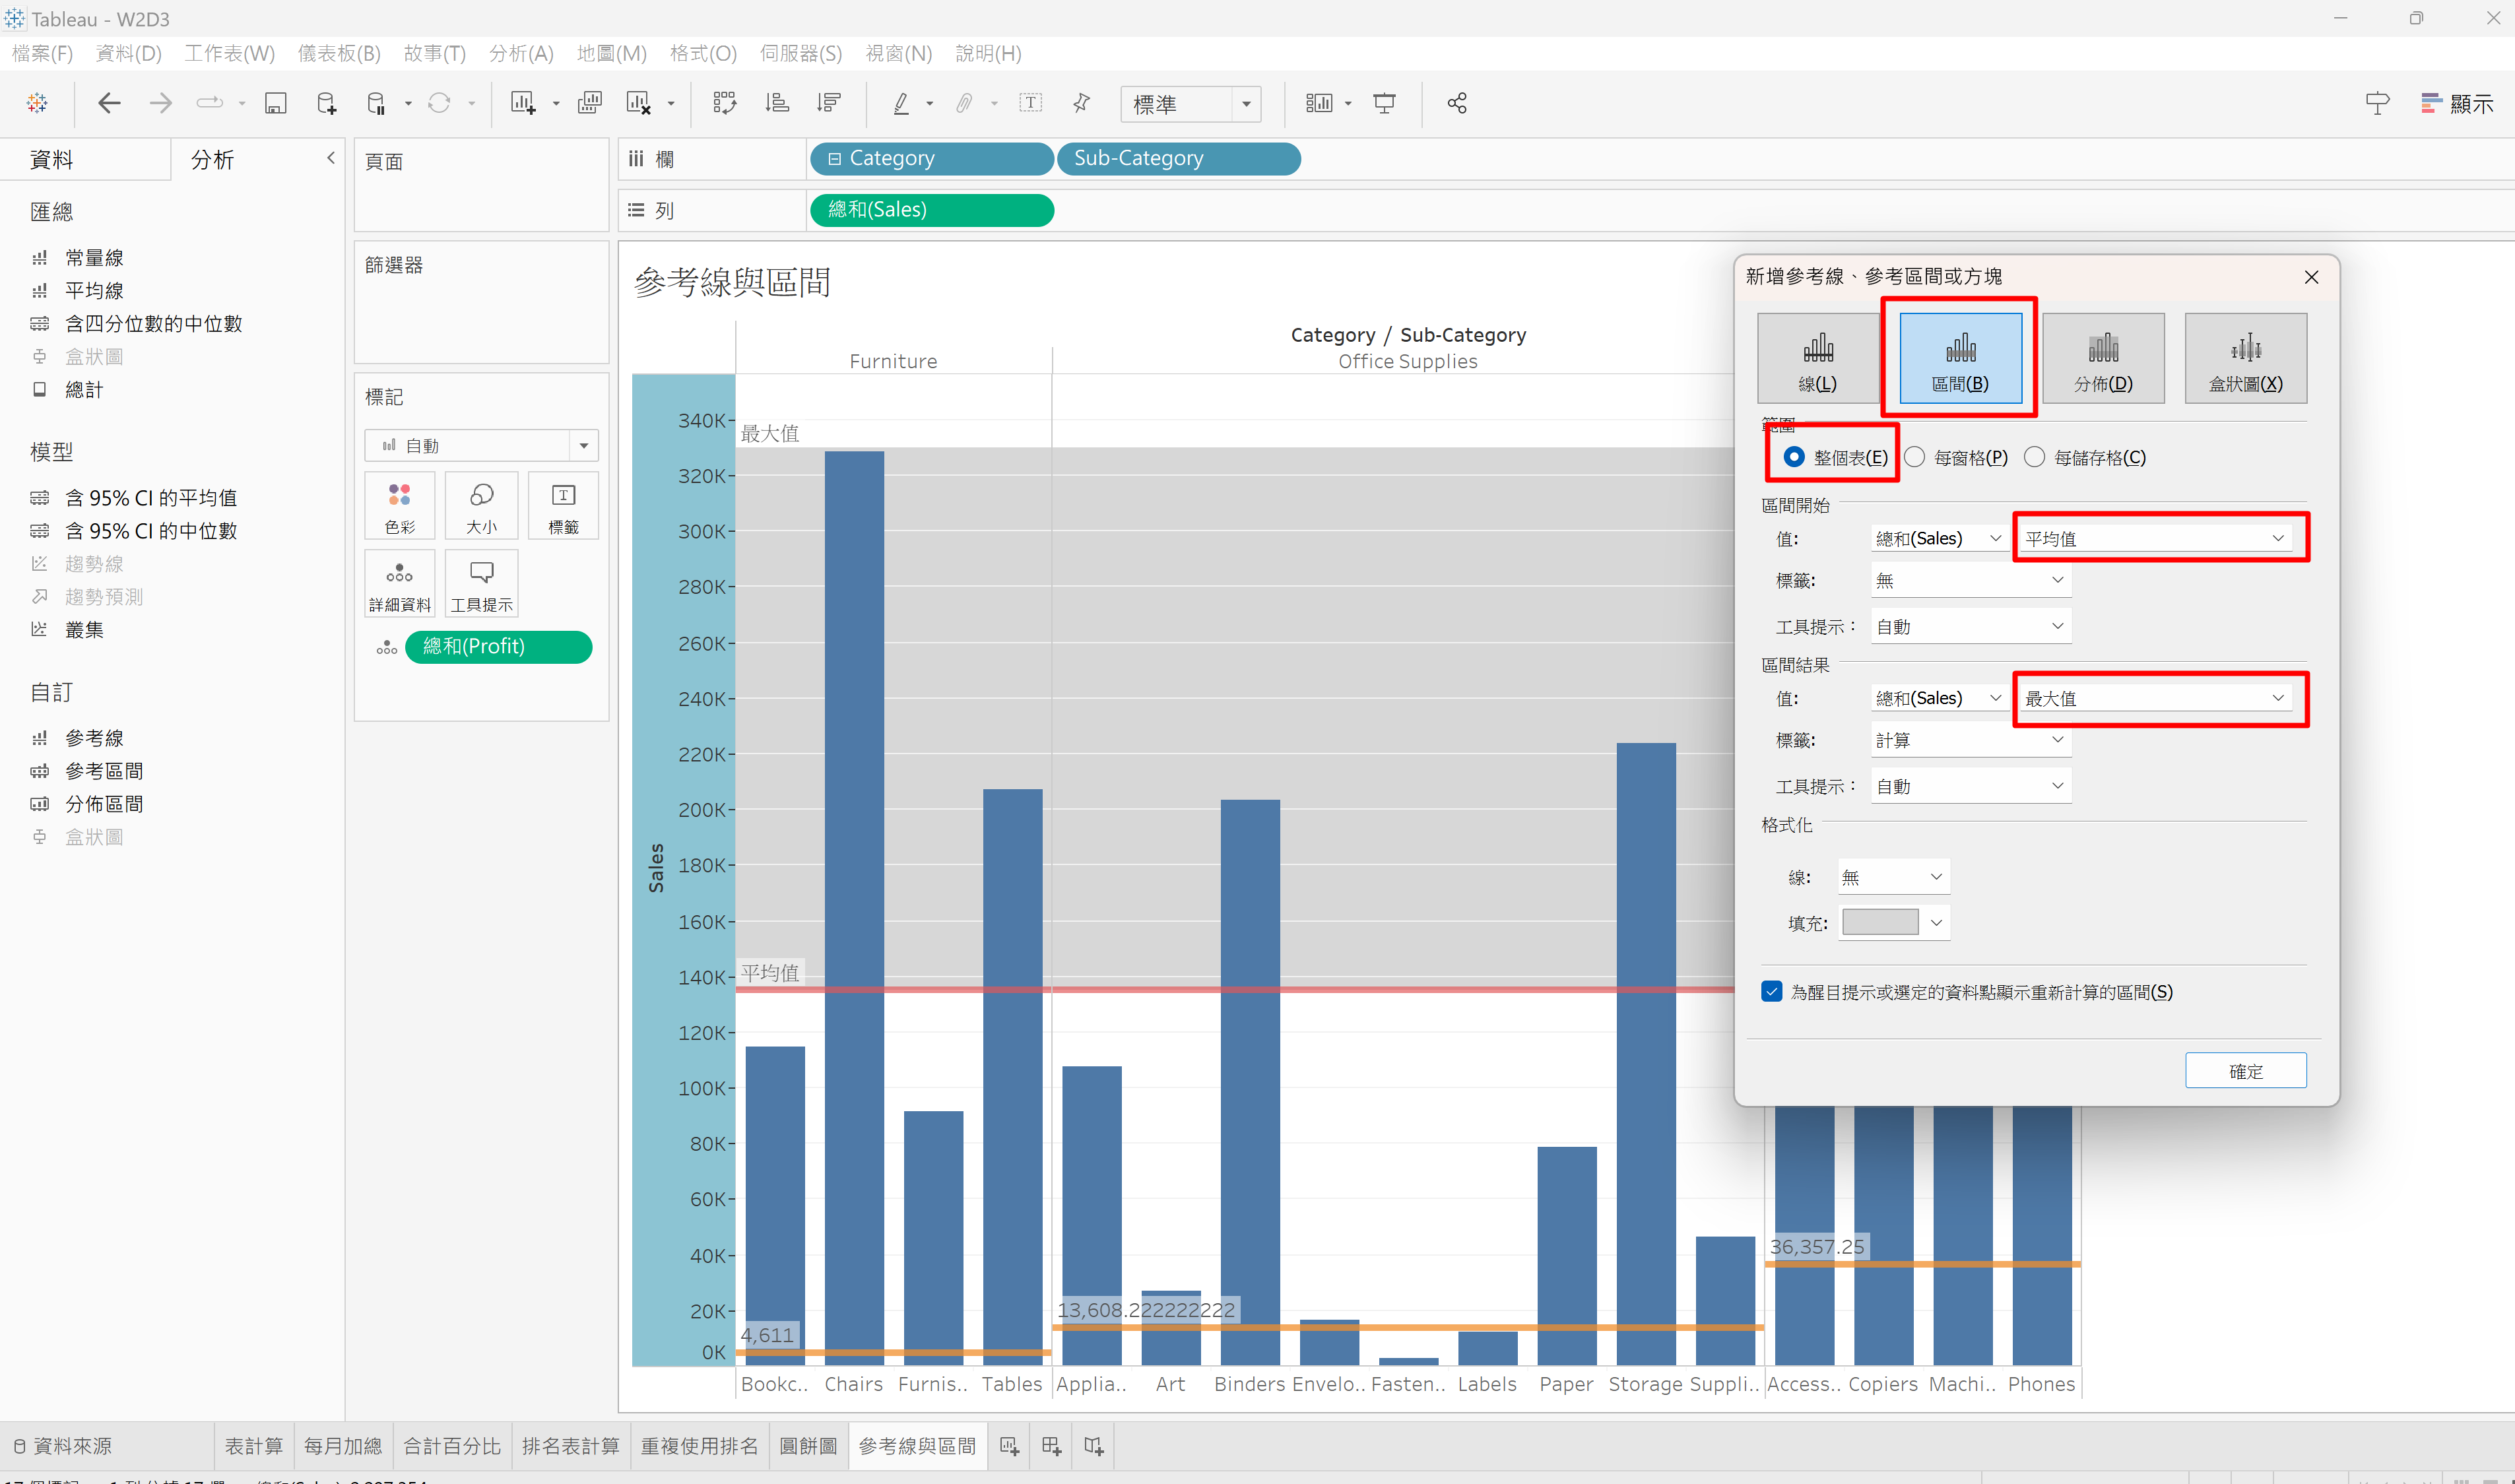 Tableau - W2D3
檔案(F) 資料(D) 工作表(W) 儀表板(B) 故事(T) 分析(A) 地圖(M) 格式(O) 伺服器(S) 視窗(N) 說明(H)
標準
顯示
資料 分析
匯總
常量線
平均線
含四分位數的中位數
盒狀圖
總計
模型
含 95% CI 的平均值
含 95% CI 的中位數
趨勢線
趨勢預測
叢集
自訂
參考線
參考區間
分佈區間
盒狀圖
頁面
篩選器
標記
自動
色彩 大小 標籤
詳細資料 工具提示
總和(Profit)
欄 Category Sub-Category
列 總和(Sales)
參考線與區間
Category / Sub-Category
Furniture Office Supplies
Sales
340K
320K
300K
280K
260K
240K
220K
200K
180K
160K
140K
120K
100K
80K
60K
40K
20K
0K
最大值
平均值
4,611
13,608.222222222
36,357.25
Bookc.. Chairs Furnis.. Tables Applia.. Art Binders Envelo.. Fasten.. Labels Paper Storage Suppli.. Access.. Copiers Machi.. Phones
新增參考線、參考區間或方塊
線(L) 區間(B) 分佈(D) 盒狀圖(X)
範圍
整個表(E) 每窗格(P) 每儲存格(C)
區間開始
值: 總和(Sales) 平均值
標籤: 無
工具提示： 自動
區間結果
值: 總和(Sales) 最大值
標籤: 計算
工具提示： 自動
格式化
線: 無
填充:
為醒目提示或選定的資料點顯示重新計算的區間(S)
確定
資料來源 表計算 每月加總 合計百分比 排名表計算 重複使用排名 圓餅圖 參考線與區間